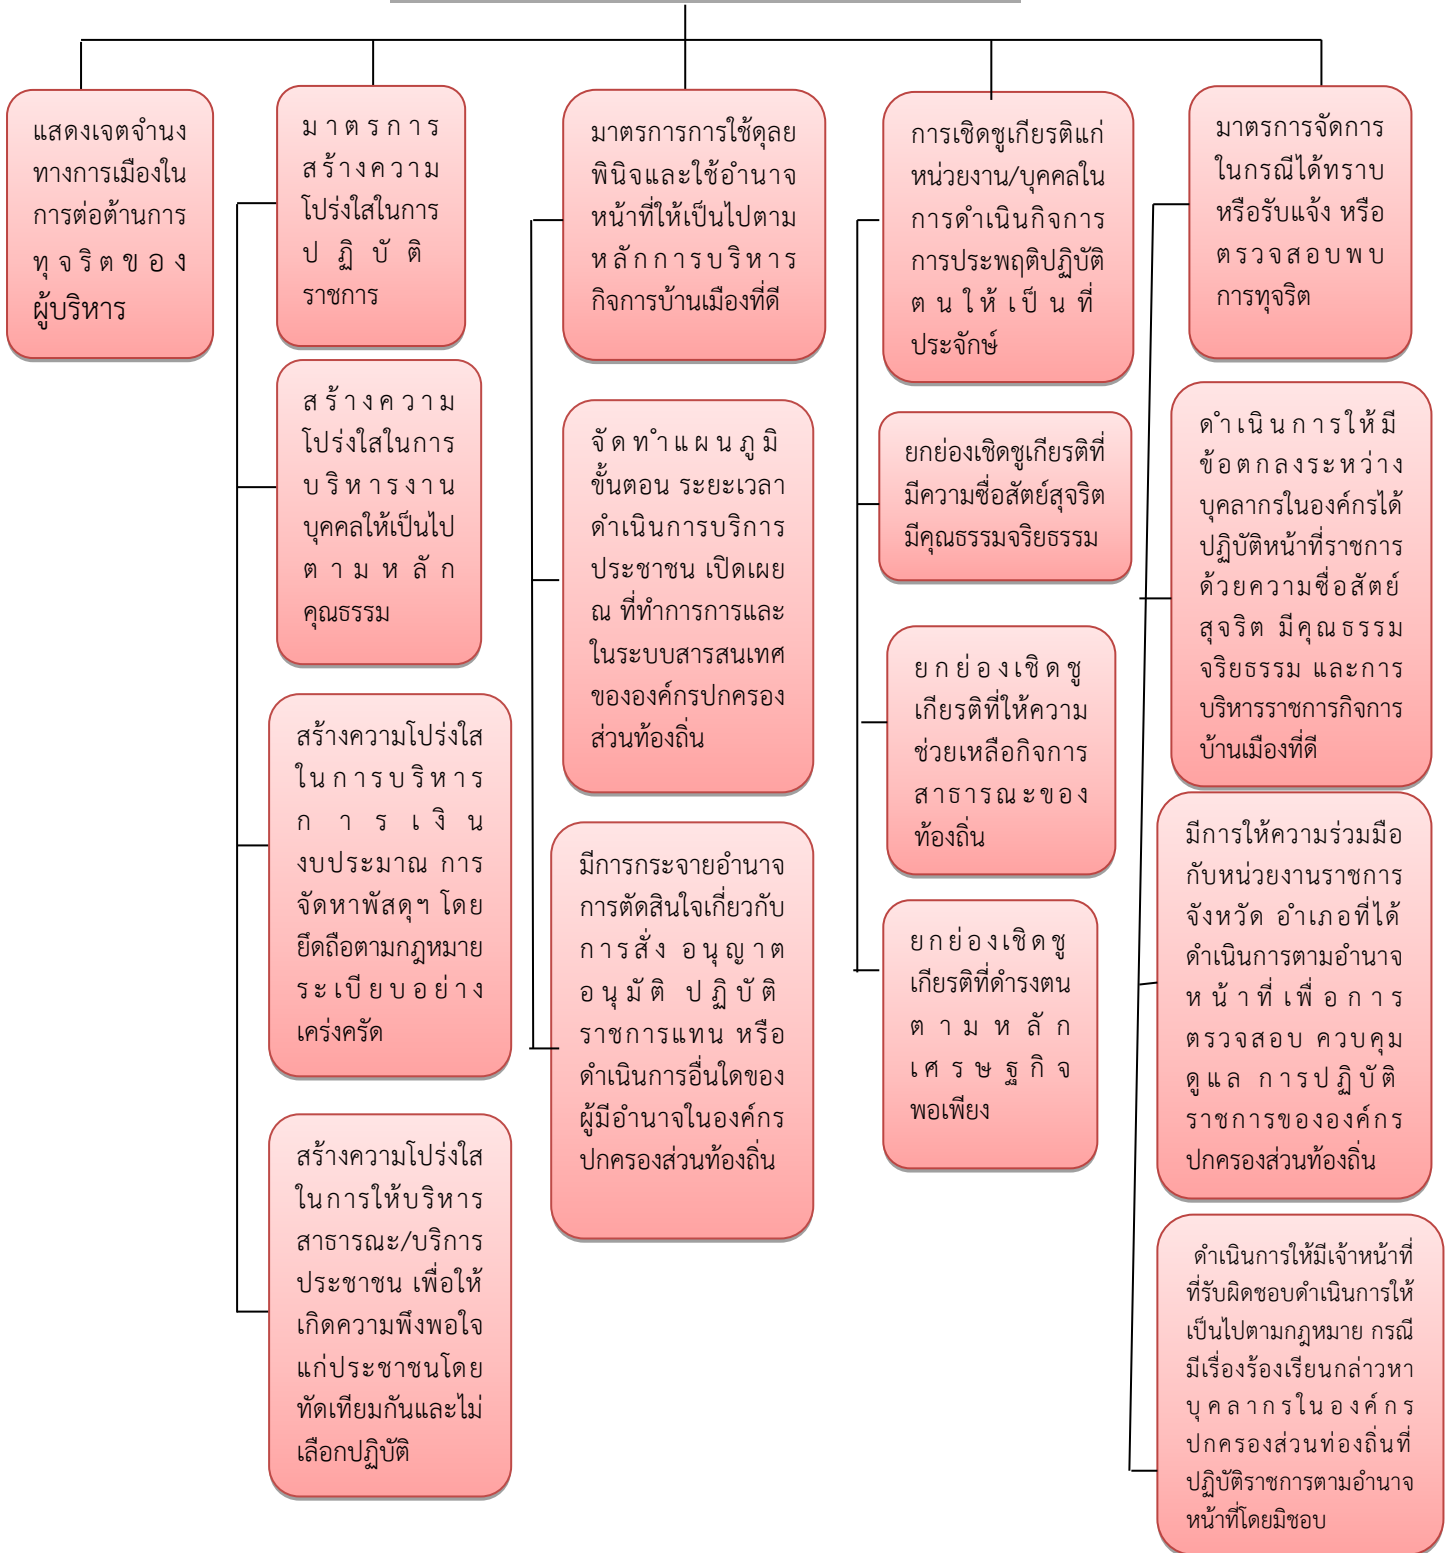 แสดงเจตจำนง
ทางการเมืองใน
การต่อต้านการ
ทุจริตของ
ผู้บริหาร
มาตรการ
สร้างความ
โปร่งใสในการ
ปฏิบัติ
ราชการ
สร้างความ
โปร่งใสในการ
บริหารงาน
บุคคลให้เป็นไป
ตามหลัก
คุณธรรม
สร้างความโปร่งใส
ในการบริหาร
การเงิน
งบประมาณ การ
จัดหาพัสดุฯ โดย
ยึดถือตามกฎหมาย
ระเบียบอย่าง
เคร่งครัด
สร้างความโปร่งใส
ในการให้บริหาร
สาธารณะ/บริการ
ประชาชน เพื่อให้
เกิดความพึงพอใจ
แก่ประชาชนโดย
ทัดเทียมกันและไม่
เลือกปฏิบัติ
มาตรการการใช้ดุลย
พินิจและใช้อำนาจ
หน้าที่ให้เป็นไปตาม
หลักการบริหาร
กิจการบ้านเมืองที่ดี
จัดทำแผนภูมิ
ขั้นตอน ระยะเวลา
ดำเนินการบริการ
ประชาชน เปิดเผย
ณ ที่ทำการการและ
ในระบบสารสนเทศ
ขององค์กรปกครอง
ส่วนท้องถิ่น
มีการกระจายอำนาจ
การตัดสินใจเกี่ยวกับ
การสั่ง อนุญาต
อนุมัติ ปฏิบัติ
ราชการแทน หรือ
ดำเนินการอื่นใดของ
ผู้มีอำนาจในองค์กร
ปกครองส่วนท้องถิ่น
การเชิดชูเกียรติแก่
หน่วยงาน/บุคคลใน
การดำเนินกิจการ
การประพฤติปฏิบัติ
ตนให้เป็นที่
ประจักษ์
ยกย่องเชิดชูเกียรติที่
มีความซื่อสัตย์สุจริต
มีคุณธรรมจริยธรรม
ยกย่องเชิดชู
เกียรติที่ให้ความ
ช่วยเหลือกิจการ
สาธารณะของ
ท้องถิ่น
ยกย่องเชิดชู
เกียรติที่ดำรงตน
ตามหลัก
เศรษฐกิจ
พอเพียง
มาตรการจัดการ
ในกรณีได้ทราบ
หรือรับแจ้ง หรือ
ตรวจสอบพบ
การทุจริต
ดำเนินการให้มี
ข้อตกลงระหว่าง
บุคลากรในองค์กรได้
ปฏิบัติหน้าที่ราชการ
ด้วยความซื่อสัตย์
สุจริต มีคุณธรรม
จริยธรรม และการ
บริหารราชการกิจการ
บ้านเมืองที่ดี
มีการให้ความร่วมมือ
กับหน่วยงานราชการ
จังหวัด อำเภอที่ได้
ดำเนินการตามอำนาจ
หน้าที่เพื่อการ
ตรวจสอบ ควบคุม
ดูแล การปฏิบัติ
ราชการขององค์กร
ปกครองส่วนท้องถิ่น
ดำเนินการให้มีเจ้าหน้าที่
ที่รับผิดชอบดำเนินการให้
เป็นไปตามกฎหมาย กรณี
มีเรื่องร้องเรียนกล่าวหา
บุคลากรในองค์กร
ปกครองส่วนท่องถิ่นที่
ปฏิบัติราชการตามอำนาจ
หน้าที่โดยมิชอบ